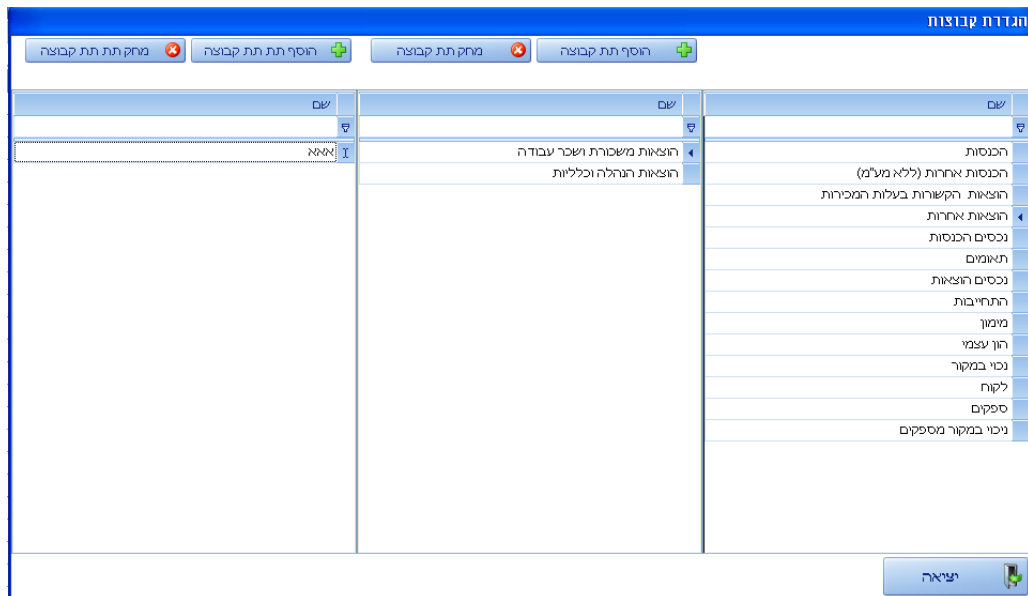 הגדרת קבוצות
הוסף תת קבוצה
מחק תת קבוצה
הוסף תת תת קבוצה
מחק תת תת קבוצה
שם
הכנסות
הכנסות אחרות (ללא מע"מ)
הוצאות הקשורות בעלות המכירות
הוצאות אחרות
נכסים הכנסות
תאומים
נכסים הוצאות
התחייבות
מימון
הון עצמי
נכוי במקור
לקוח
ספקים
ניכוי במקור מספקים
שם
הוצאות משכורת ושכר עבודה
הוצאות הנהלה וכלליות
שם
אאא
יציאה